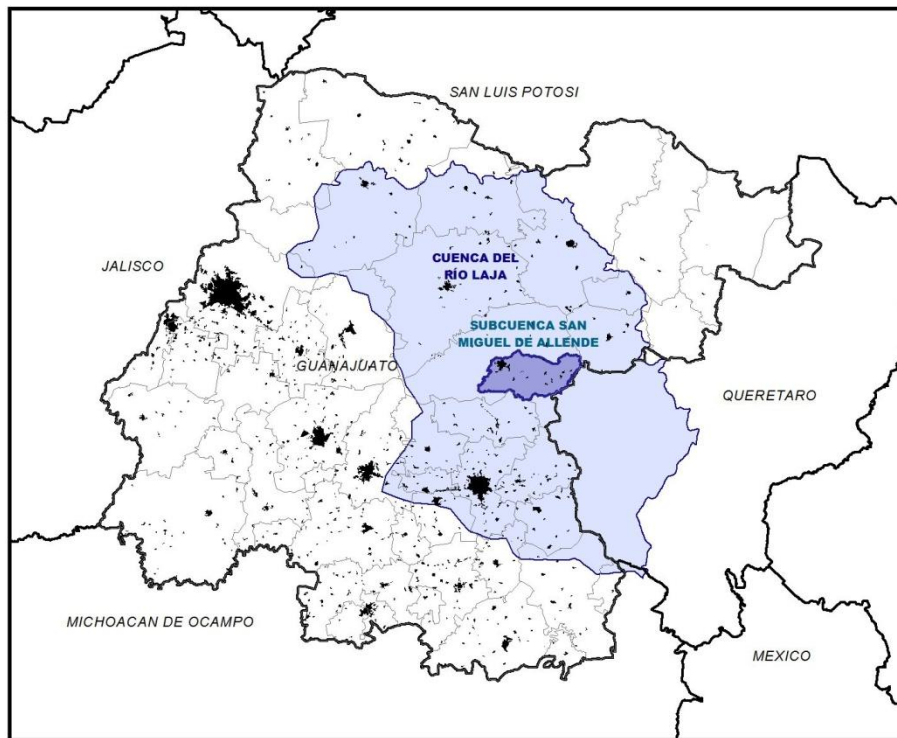 SAN LUIS POTOSI
CUENCA DEL
RÍO LAJA
JALISCO
SUBCUENCA SAN
MIGUEL DE ALLENDE
GUANAJUATO
QUERETARO
MICHOACAN DE OCAMPO
MEXICO